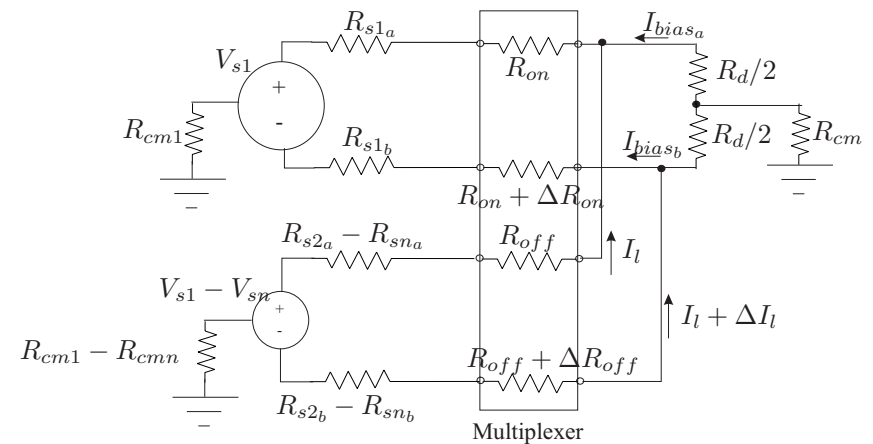 R_{s1_a}
I_{bias_a}
V_{s1}
R_{on}
R_d/2
+
-
R_{cm1}
R_{s1_b}
I_{bias_b}
R_d/2
R_{cm}
R_{on} + ΔR_{on}
R_{s2_a} − R_{sn_a}
R_{off}
I_l
V_{s1} − V_{sn}
+
-
I_l + ΔI_l
R_{cm1} − R_{cmn}
R_{off} + ΔR_{off}
R_{s2_b} − R_{sn_b}
Multiplexer